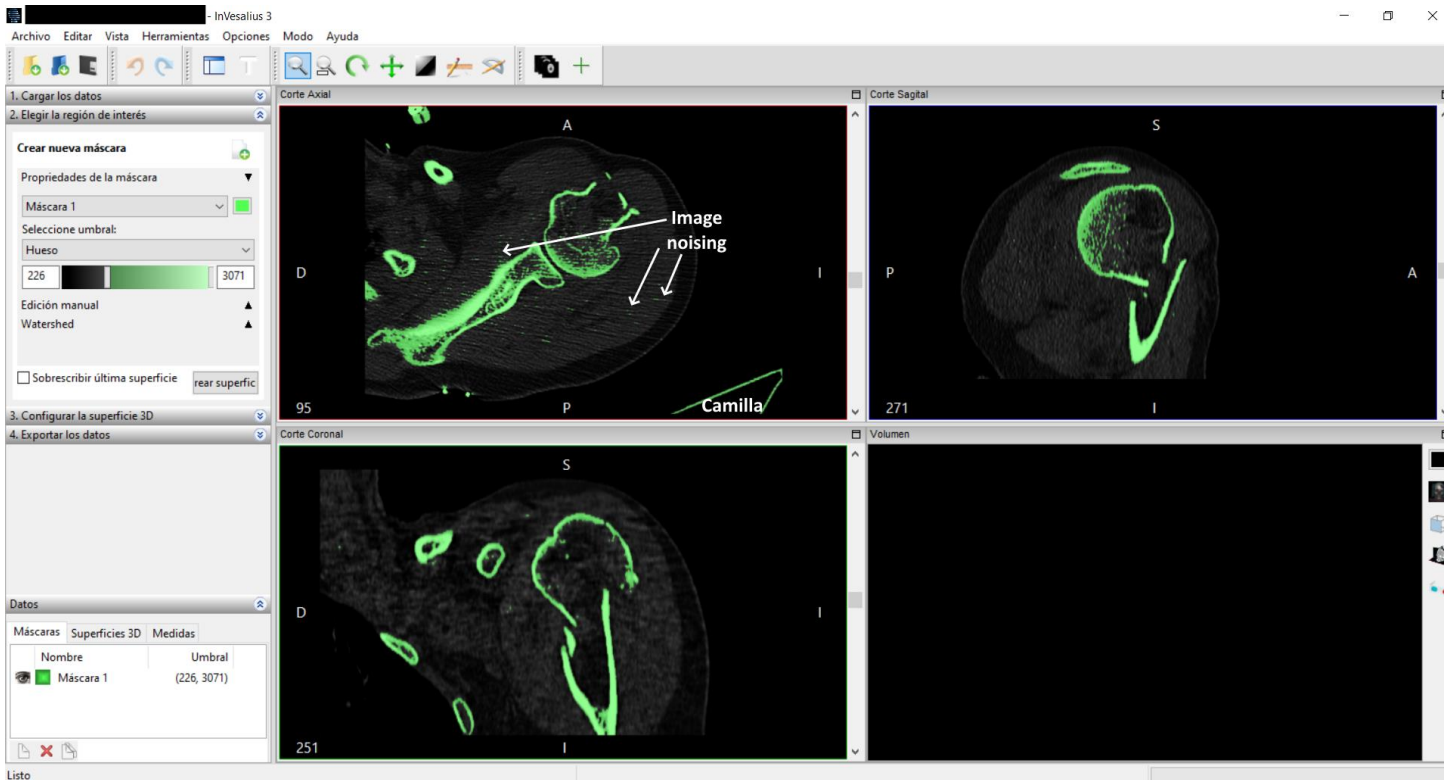 - InVesalius 3
Archivo Editar Vista Herramientas Opciones Modo Ayuda
1. Cargar los datos
2. Elegir la región de interés
Crear nueva máscara
Propriedades de la máscara
Máscara 1
Seleccione umbral:
Hueso
226 3071
Edición manual
Watershed
Sobrescribir última superficie
rear superfic
3. Configurar la superficie 3D
4. Exportar los datos
Datos
Máscaras Superficies 3D Medidas
Nombre Umbral
Máscara 1 (226, 3071)
Listo
Corte Axial
A
Image
noising
D I
Camilla
95 P
Corte Sagital
S
P A
271 I
Corte Coronal
S
D I
251 I
Volumen